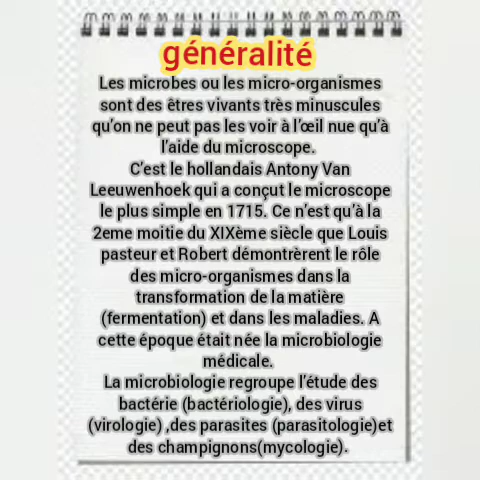 généralité
Les microbes ou les micro-organismes
sont des êtres vivants très minuscules
qu'on ne peut pas les voir à l'œil nue qu'à
l'aide du microscope.
C'est le hollandais Antony Van
Leeuwenhoek qui a conçut le microscope
le plus simple en 1715. Ce n'est qu'à la
2eme moitie du XIXème siècle que Louis
pasteur et Robert démontrèrent le rôle
des micro-organismes dans la
transformation de la matière
(fermentation) et dans les maladies. A
cette époque était née la microbiologie
médicale.
La microbiologie regroupe l'étude des
bactérie (bactériologie), des virus
(virologie) ,des parasites (parasitologie)et
des champignons(mycologie).